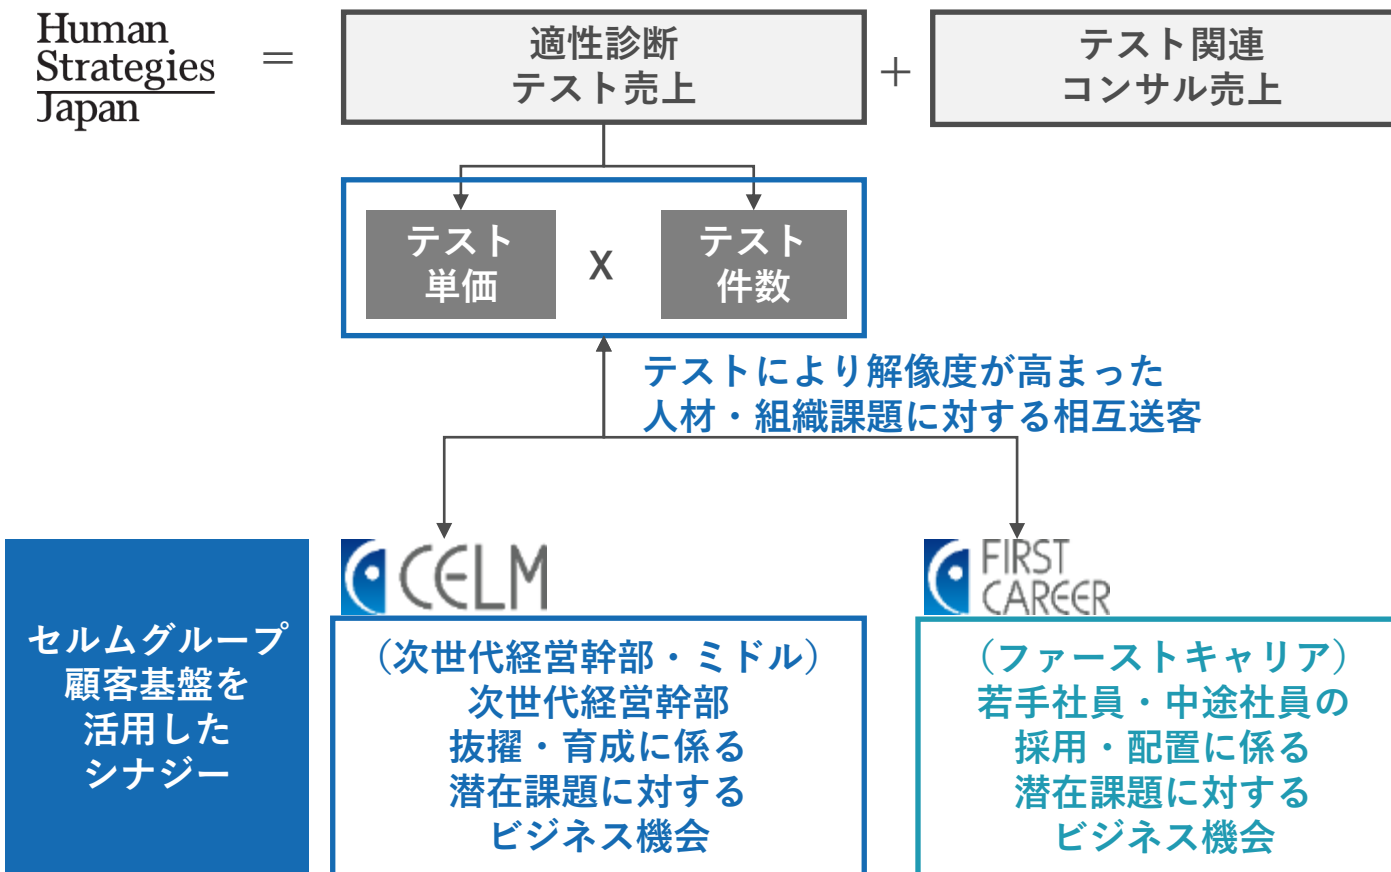 Human
Strategies
Japan
=
適性診断
テスト売上
+
テスト関連
コンサル売上
テスト
単価
X
テスト
件数
テストにより解像度が高まった
人材・組織課題に対する相互送客
セルムグループ
顧客基盤を
活用した
シナジー
CELM
(次世代経営幹部・ミドル)
次世代経営幹部
抜擢・育成に係る
潜在課題に対する
ビジネス機会
FIRST
CAREER
(ファーストキャリア)
若手社員・中途社員の
採用・配置に係る
潜在課題に対する
ビジネス機会